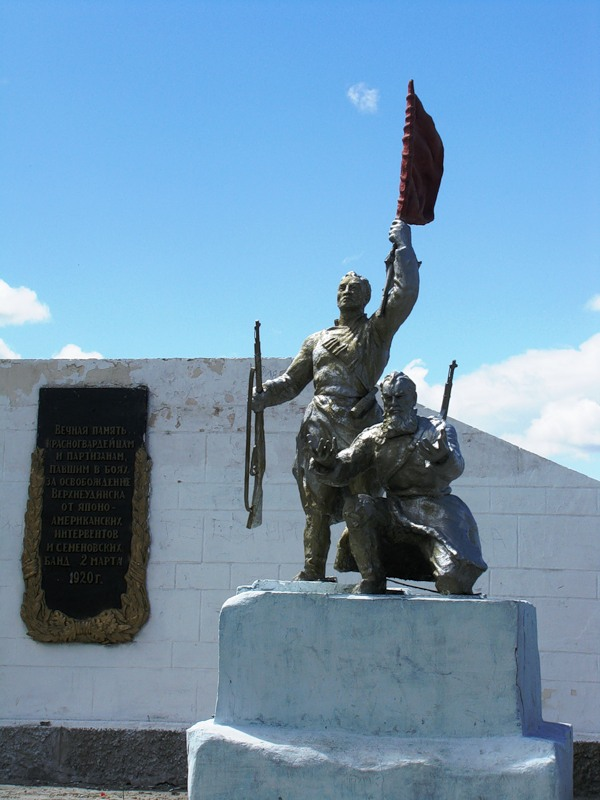 Вечная память
красногвардейцам
и партизанам,
павшим в боях
за освобождение
Верхнеудинска
от японо-
американских
интервентов
и семеновских
банд 2 марта
1920 г.